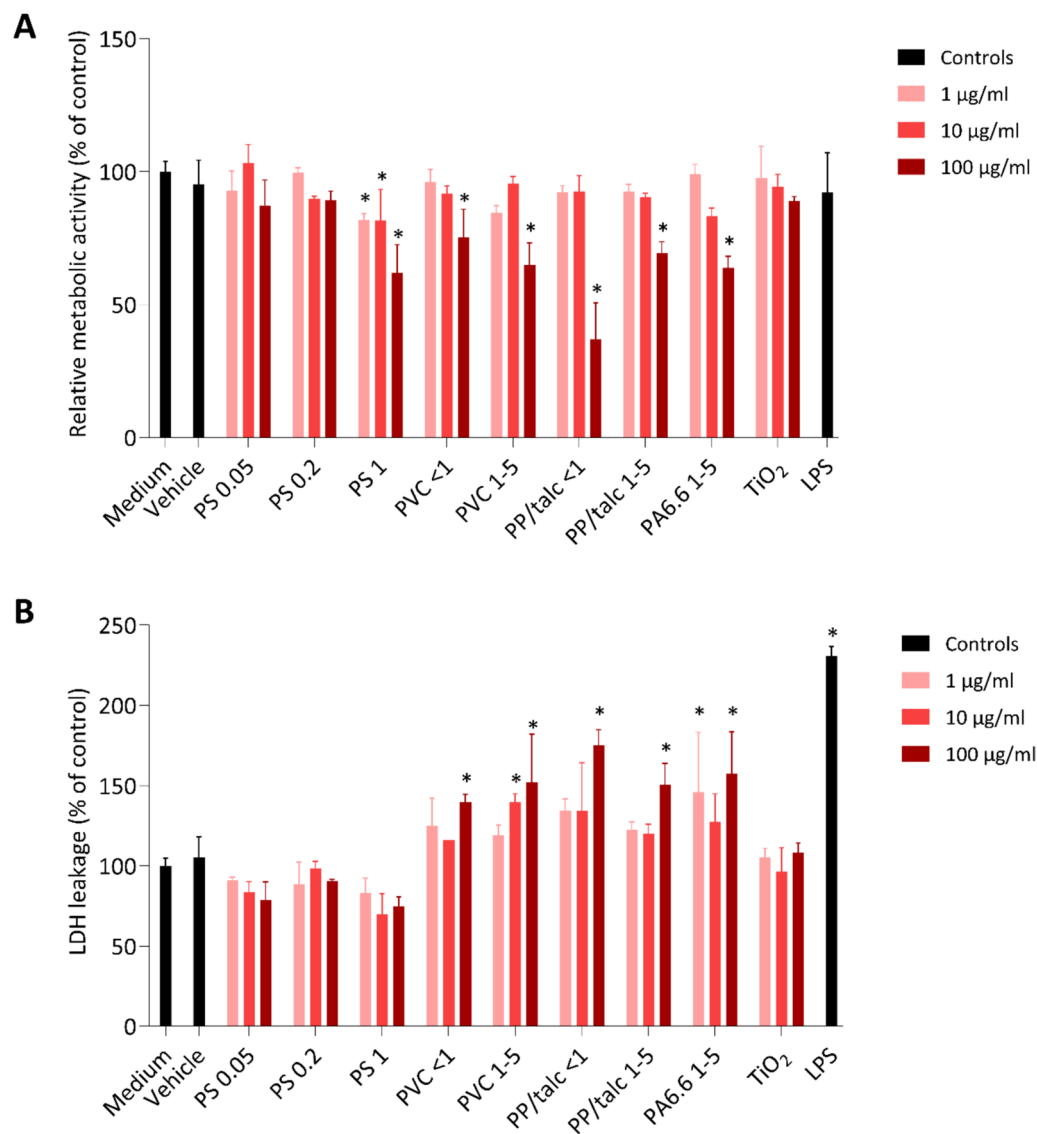 A
Relative metabolic activity (% of control)
150
100
50
0
* * * * * * * *
Medium
Vehicle
PS 0.05
PS 0.2
PS 1
PVC <1
PVC 1-5
PP/talc <1
PP/talc 1-5
PA6.6 1-5
TiO₂
LPS
Controls
1 µg/ml
10 µg/ml
100 µg/ml
B
LDH leakage (% of control)
250
200
150
100
50
0
* * * * * * * *
Medium
Vehicle
PS 0.05
PS 0.2
PS 1
PVC <1
PVC 1-5
PP/talc <1
PP/talc 1-5
PA6.6 1-5
TiO₂
LPS
Controls
1 µg/ml
10 µg/ml
100 µg/ml